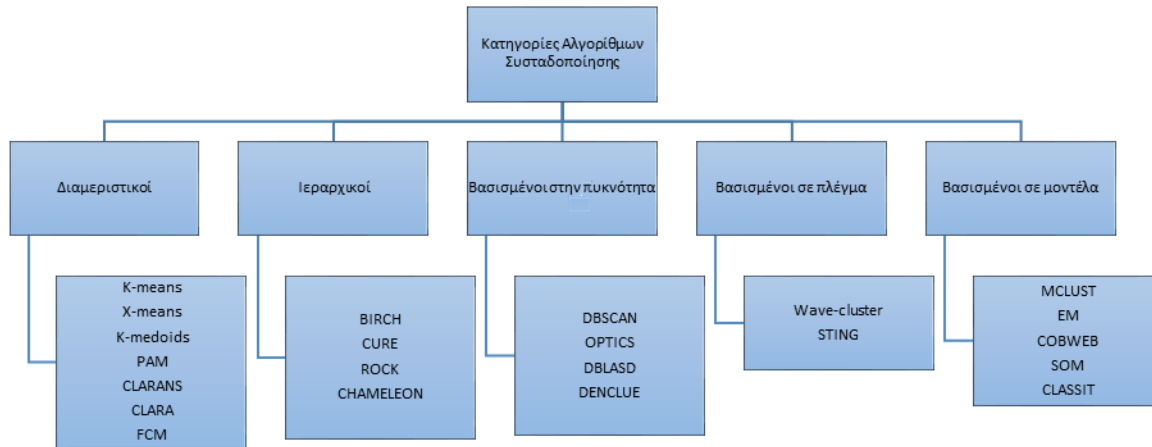 Κατηγορίες Αλγορίθμων
Συσταδοποίησης
Διαμεριστικοί
Ιεραρχικοί
Βασισμένοι στην πυκνότητα
Βασισμένοι σε πλέγμα
Βασισμένοι σε μοντέλα
K-means
X-means
K-medoids
PAM
CLARANS
CLARA
FCM
BIRCH
CURE
ROCK
CHAMELEON
DBSCAN
OPTICS
DBLASD
DENCLUE
Wave-cluster
STING
MCLUST
EM
COBWEB
SOM
CLASSIT